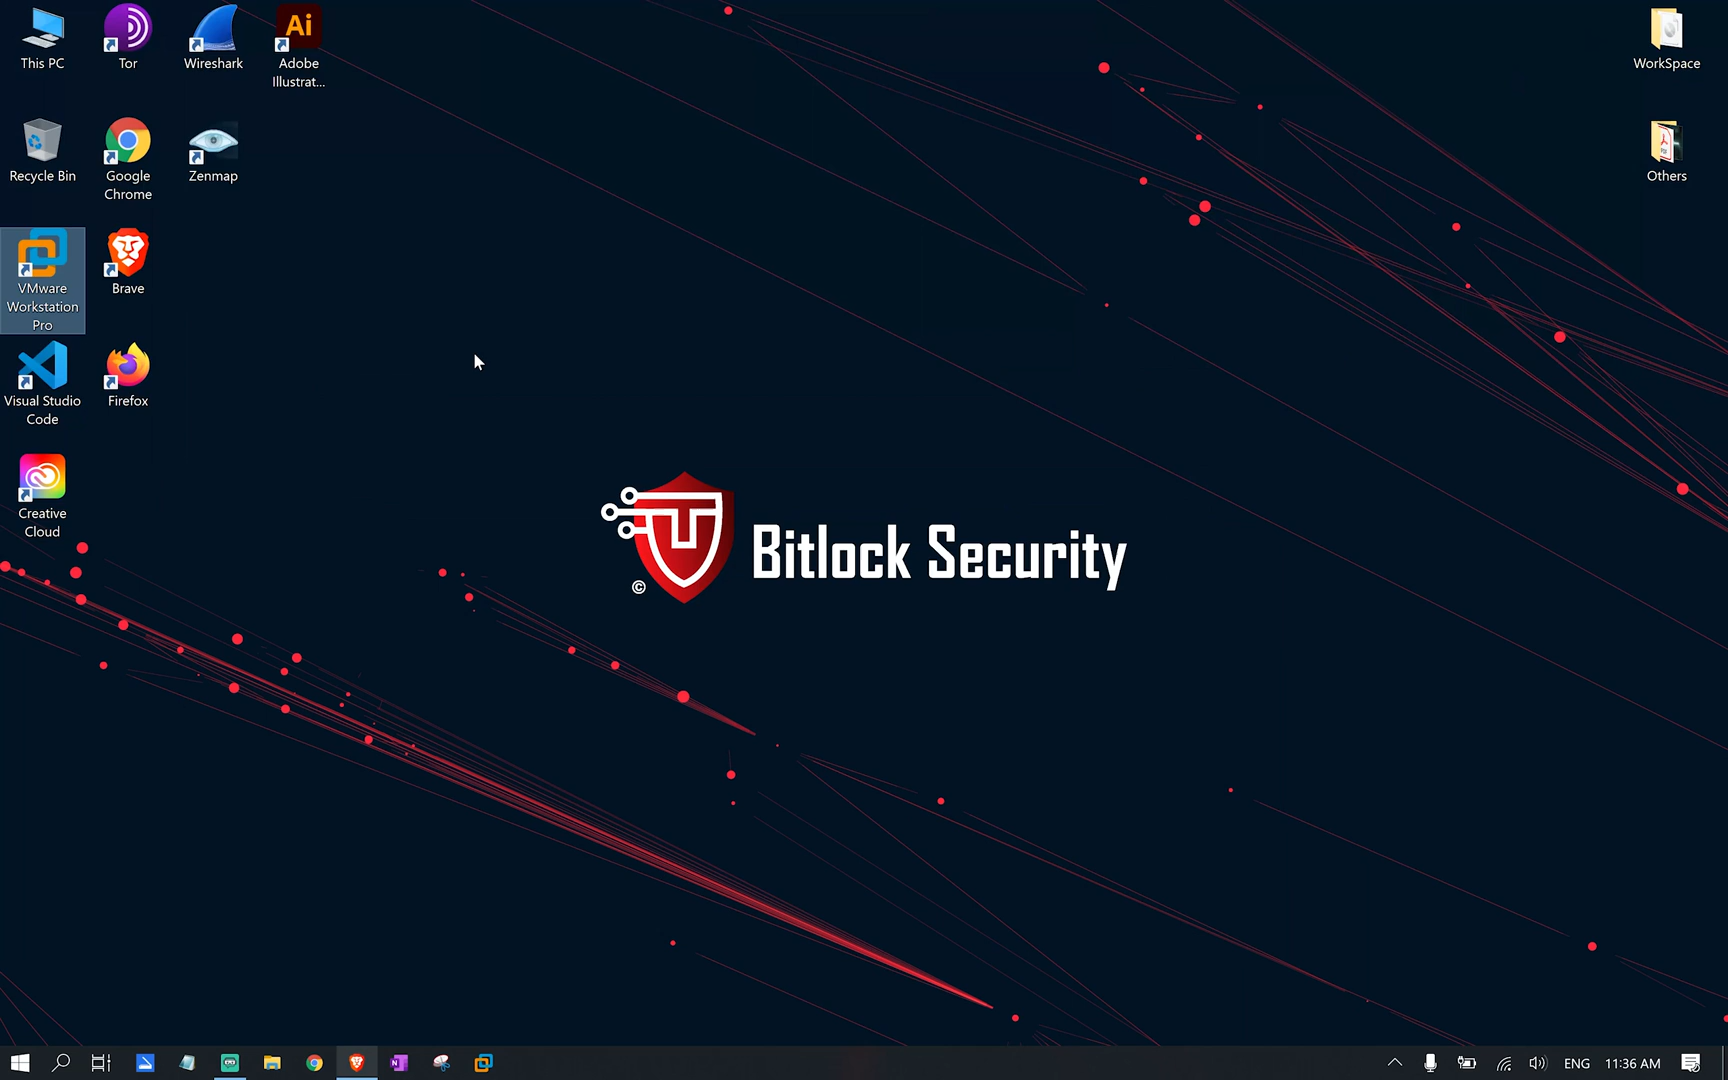 This PC
Tor
Wireshark
Adobe
Illustrat...
WorkSpace
Recycle Bin
Google
Chrome
Zenmap
Others
VMware
Workstation
Pro
Brave
Visual Studio
Code
Firefox
Creative
Cloud
© Bitlock Security
ENG
11:36 AM